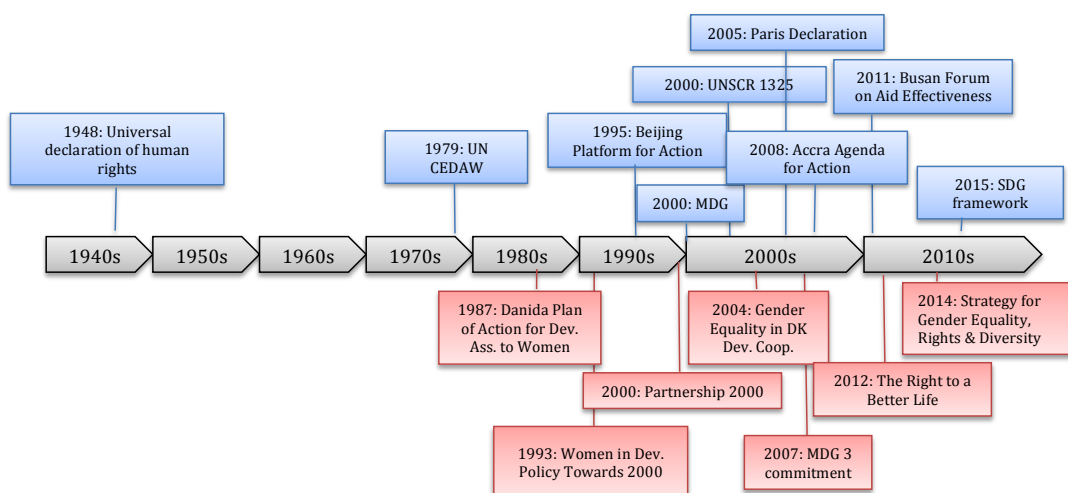 2005: Paris Declaration
2000: UNSCR 1325
2011: Busan Forum
on Aid Effectiveness
1948: Universal
declaration of human
rights
1979: UN
CEDAW
1995: Beijing
Platform for Action
2008: Accra Agenda
for Action
2000: MDG
2015: SDG
framework
1940s
1950s
1960s
1970s
1980s
1990s
2000s
2010s
1987: Danida Plan
of Action for Dev.
Ass. to Women
2004: Gender
Equality in DK
Dev. Coop.
2014: Strategy for
Gender Equality,
Rights & Diversity
2000: Partnership 2000
2012: The Right to a
Better Life
1993: Women in Dev.
Policy Towards 2000
2007: MDG 3
commitment